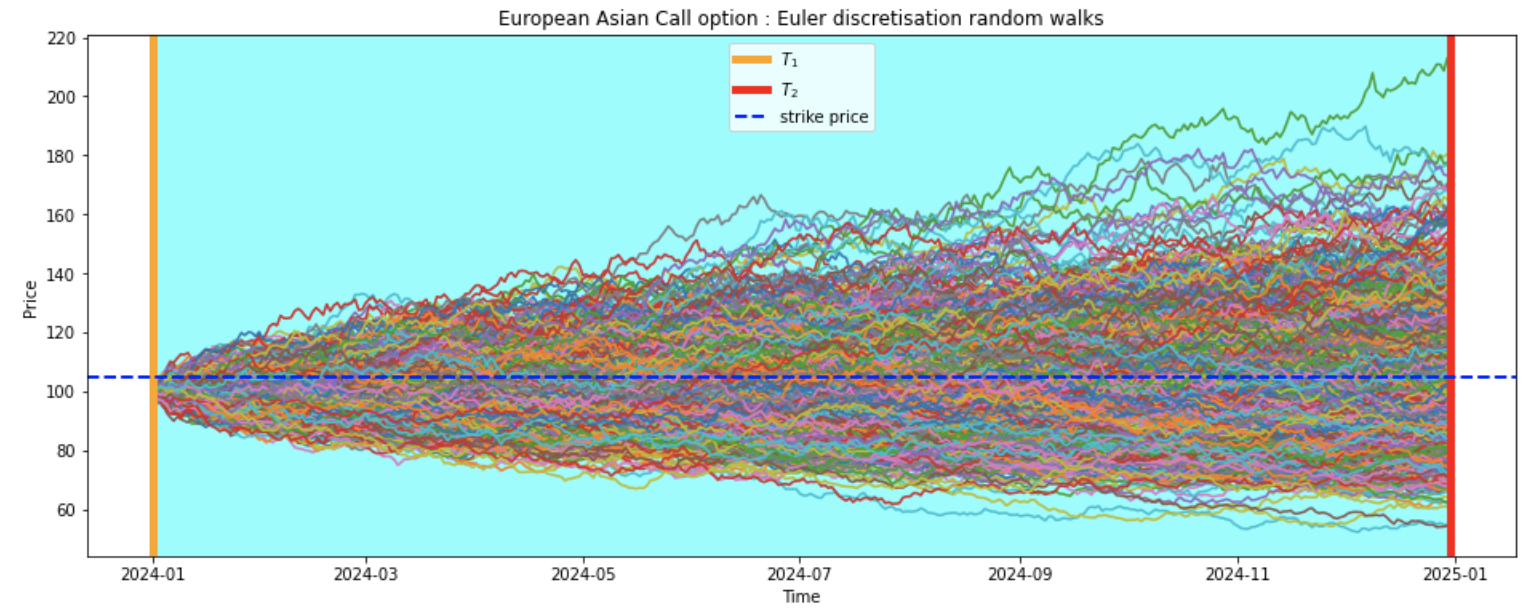 European Asian Call option : Euler discretisation random walks
220
200
180
160
140
120
100
80
60
Price
T₁
T₂
strike price
2024-01 2024-03 2024-05 2024-07 2024-09 2024-11 2025-01
Time